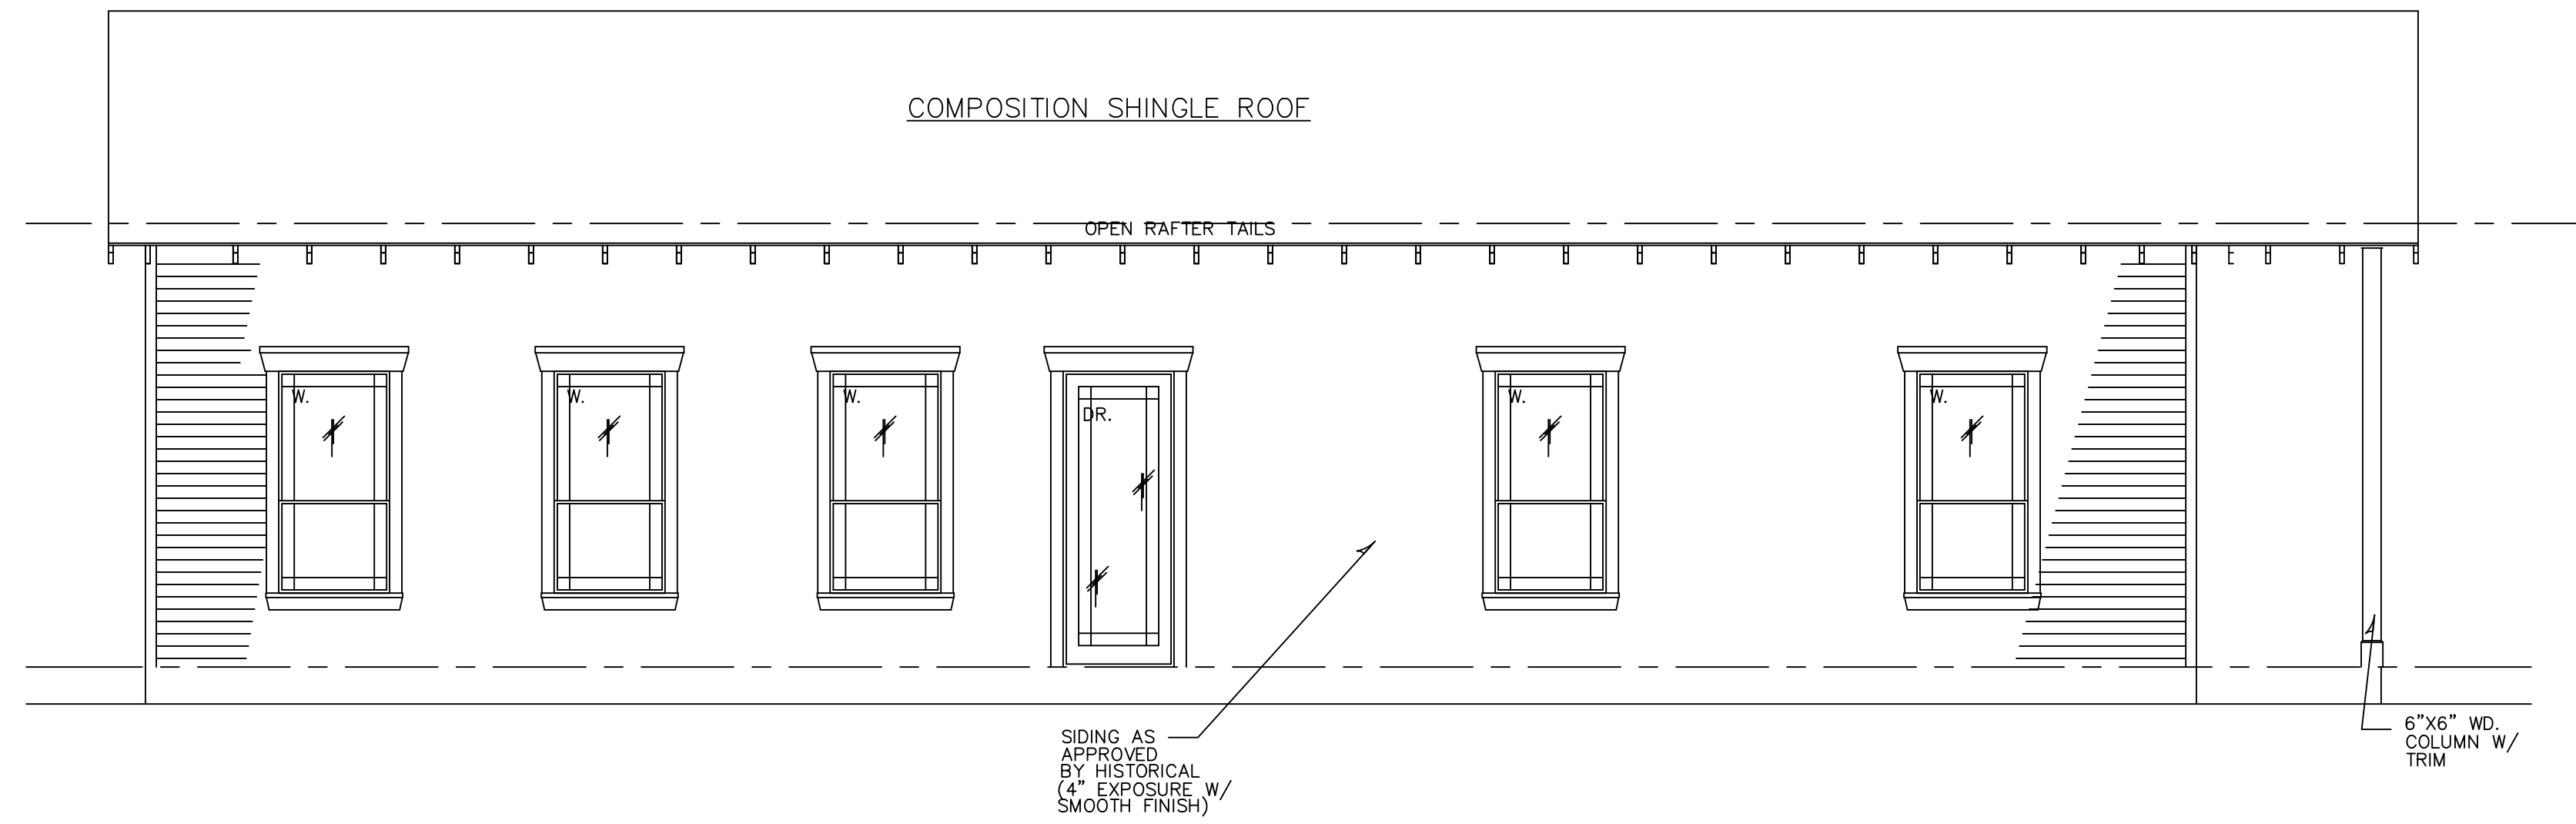 COMPOSITION SHINGLE ROOF
OPEN RAFTER TAILS
W.
W.
W.
DR.
W.
W.
SIDING AS
APPROVED
BY HISTORICAL
(4" EXPOSURE W/
SMOOTH FINISH)
6"X6" WD.
COLUMN W/
TRIM